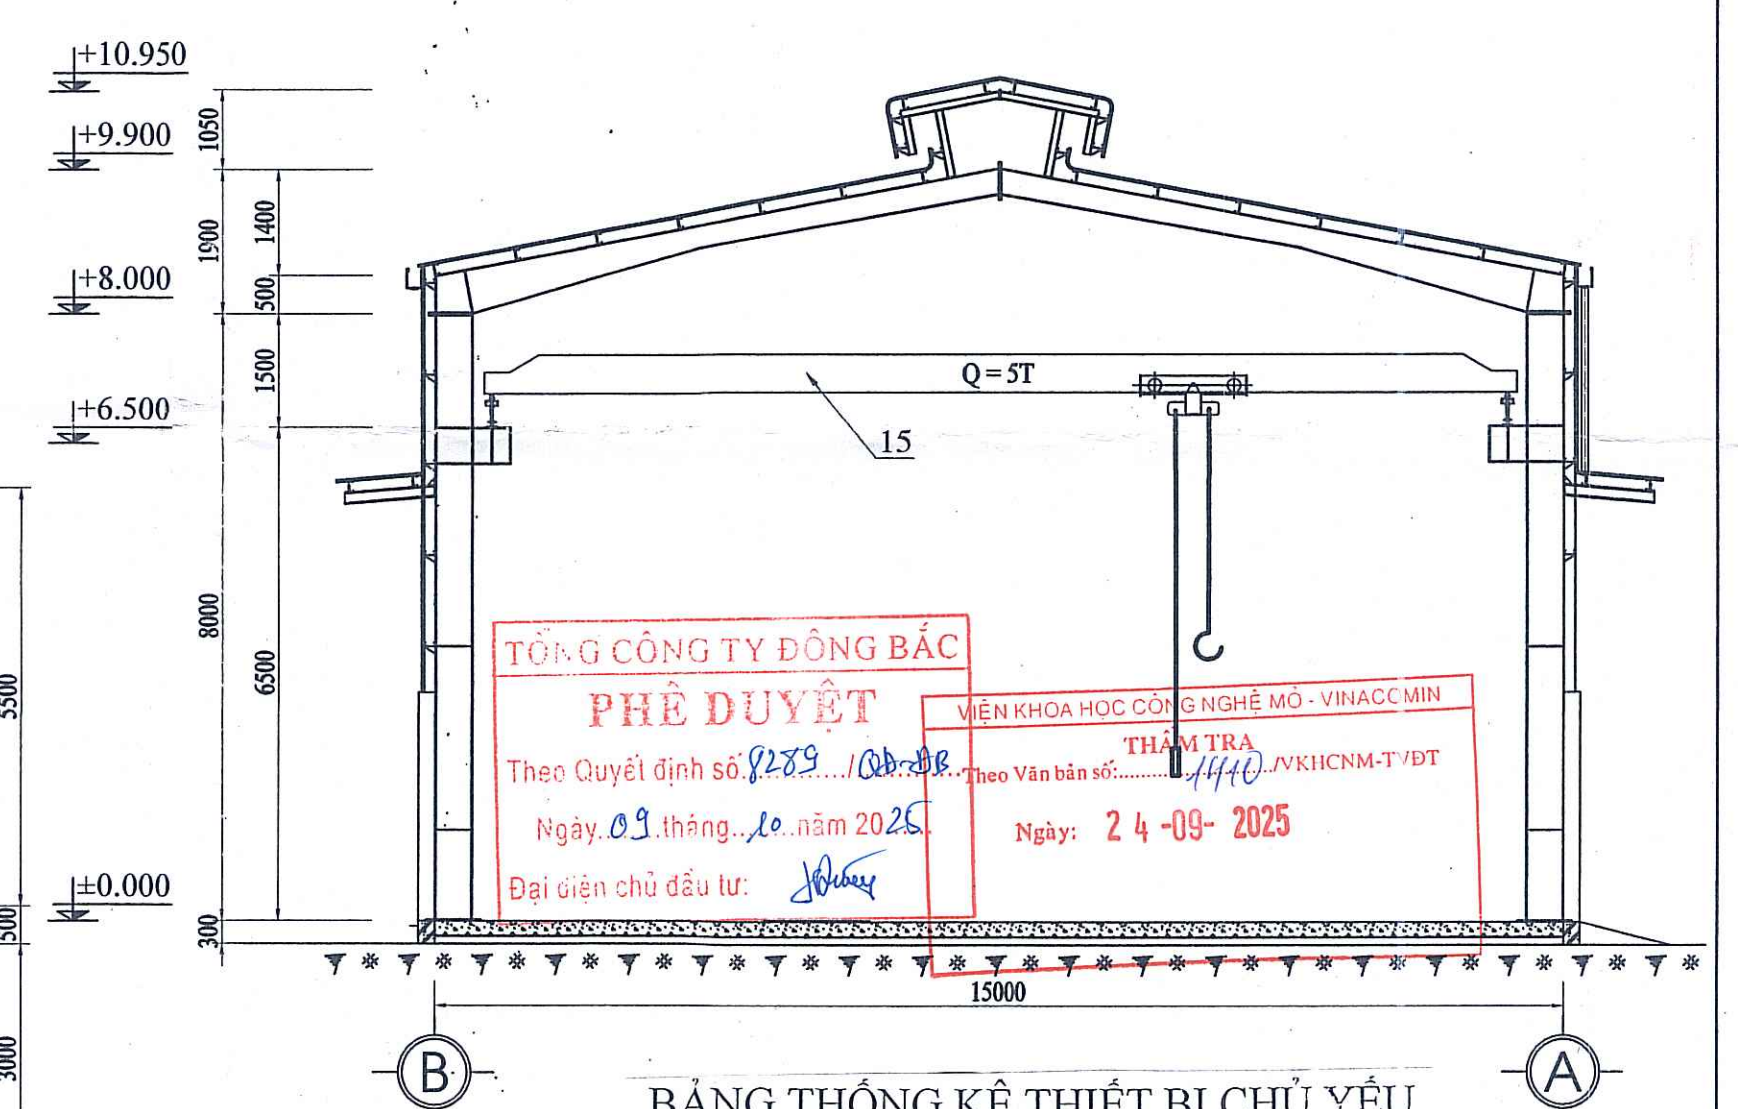 +10.950
+9.900
+8.000
+6.500
±0.000
1050
1900
1400
500
1500
8000
6500
300
5500
500
3000
Q = 5T
15
TỔNG CÔNG TY ĐÔNG BẮC
PHÊ DUYỆT
Theo Quyết định số: 8289 /QĐ-ĐB
Ngày 09 tháng 10 năm 2025
Đại diện chủ đầu tư:
VIỆN KHOA HỌC CÔNG NGHỆ MỎ - VINACOMIN
THẨM TRA
Theo Văn bản số: 1410 /VKHCNM-TVĐT
Ngày: 24-09-2025
15000
B
A
BẢNG THỐNG KÊ THIẾT BỊ CHỦ YẾU